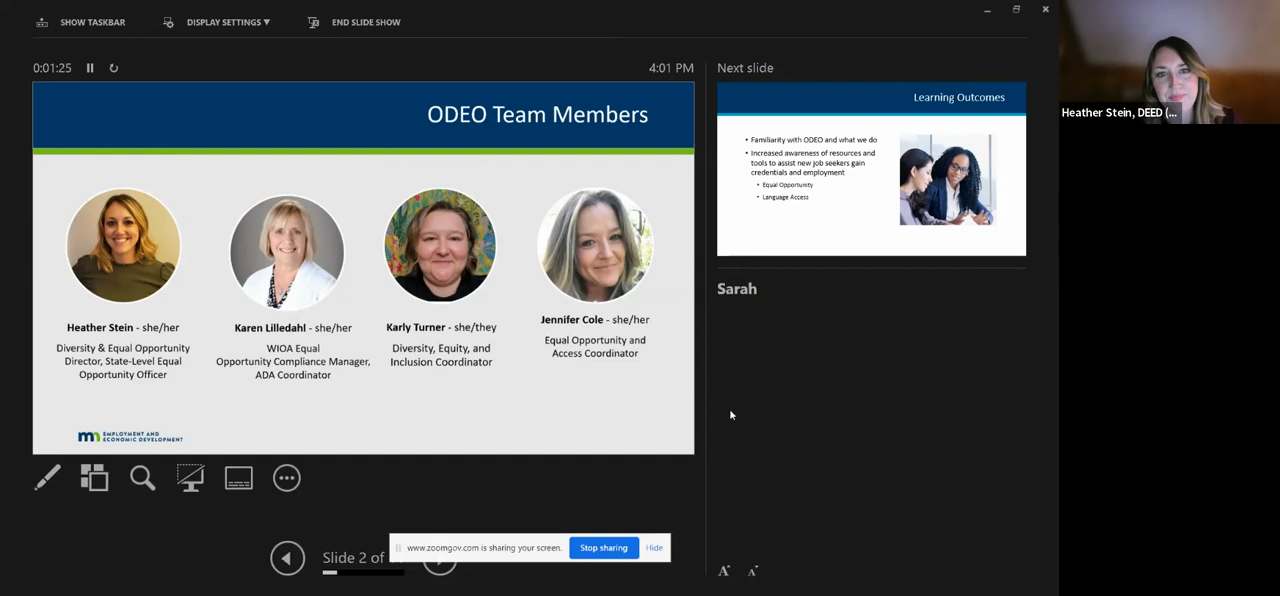 SHOW TASKBAR
DISPLAY SETTINGS ▼
END SLIDE SHOW
0:01:25
4:01 PM
ODEO Team Members
Heather Stein - she/her
Diversity & Equal Opportunity
Director, State-Level Equal
Opportunity Officer
Karen Lilledahl - she/her
WIOA Equal
Opportunity Compliance Manager,
ADA Coordinator
Karly Turner - she/they
Diversity, Equity, and
Inclusion Coordinator
Jennifer Cole - she/her
Equal Opportunity and
Access Coordinator
mn EMPLOYMENT AND
ECONOMIC DEVELOPMENT
Slide 2 of
www.zoomgov.com is sharing your screen.
Stop sharing
Hide
Next slide
Learning Outcomes
• Familiarity with ODEO and what we do
• Increased awareness of resources and
tools to assist new job seekers gain
credentials and employment
• Equal Opportunity
• Language Access
Sarah
A A
Heather Stein, DEED (...